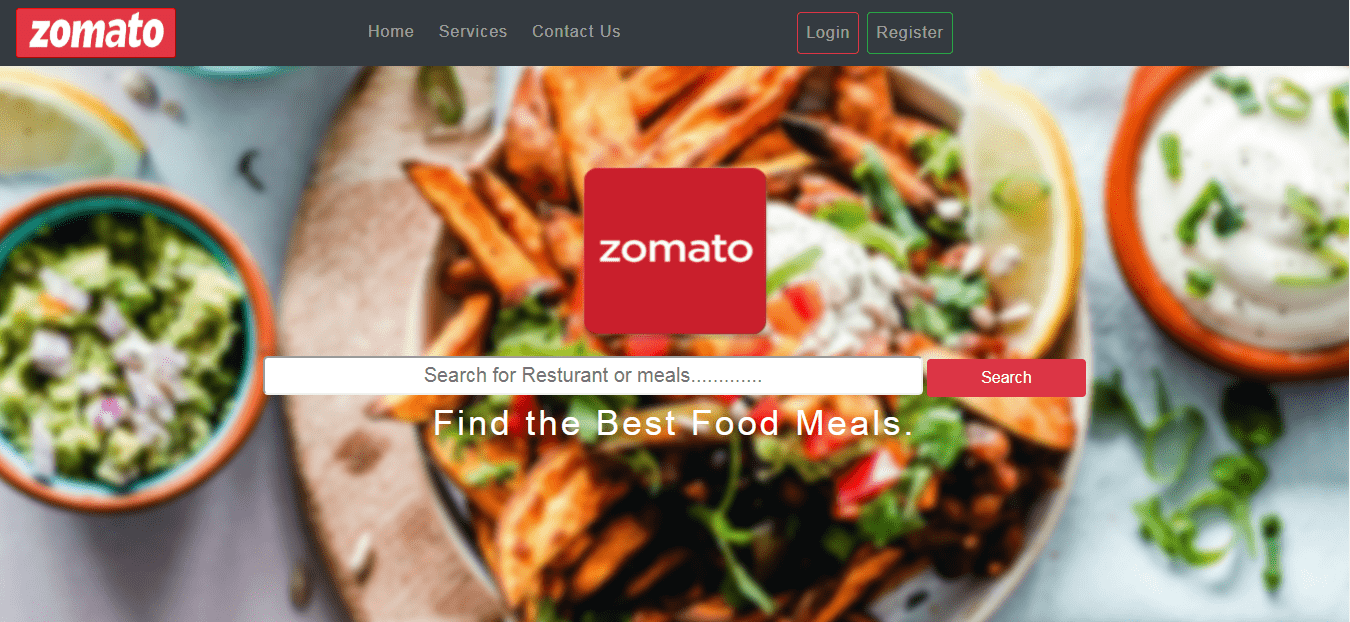 zomato
Home Services Contact Us Login Register
zomato
Search for Resturant or meals.............
Search
Find the Best Food Meals.